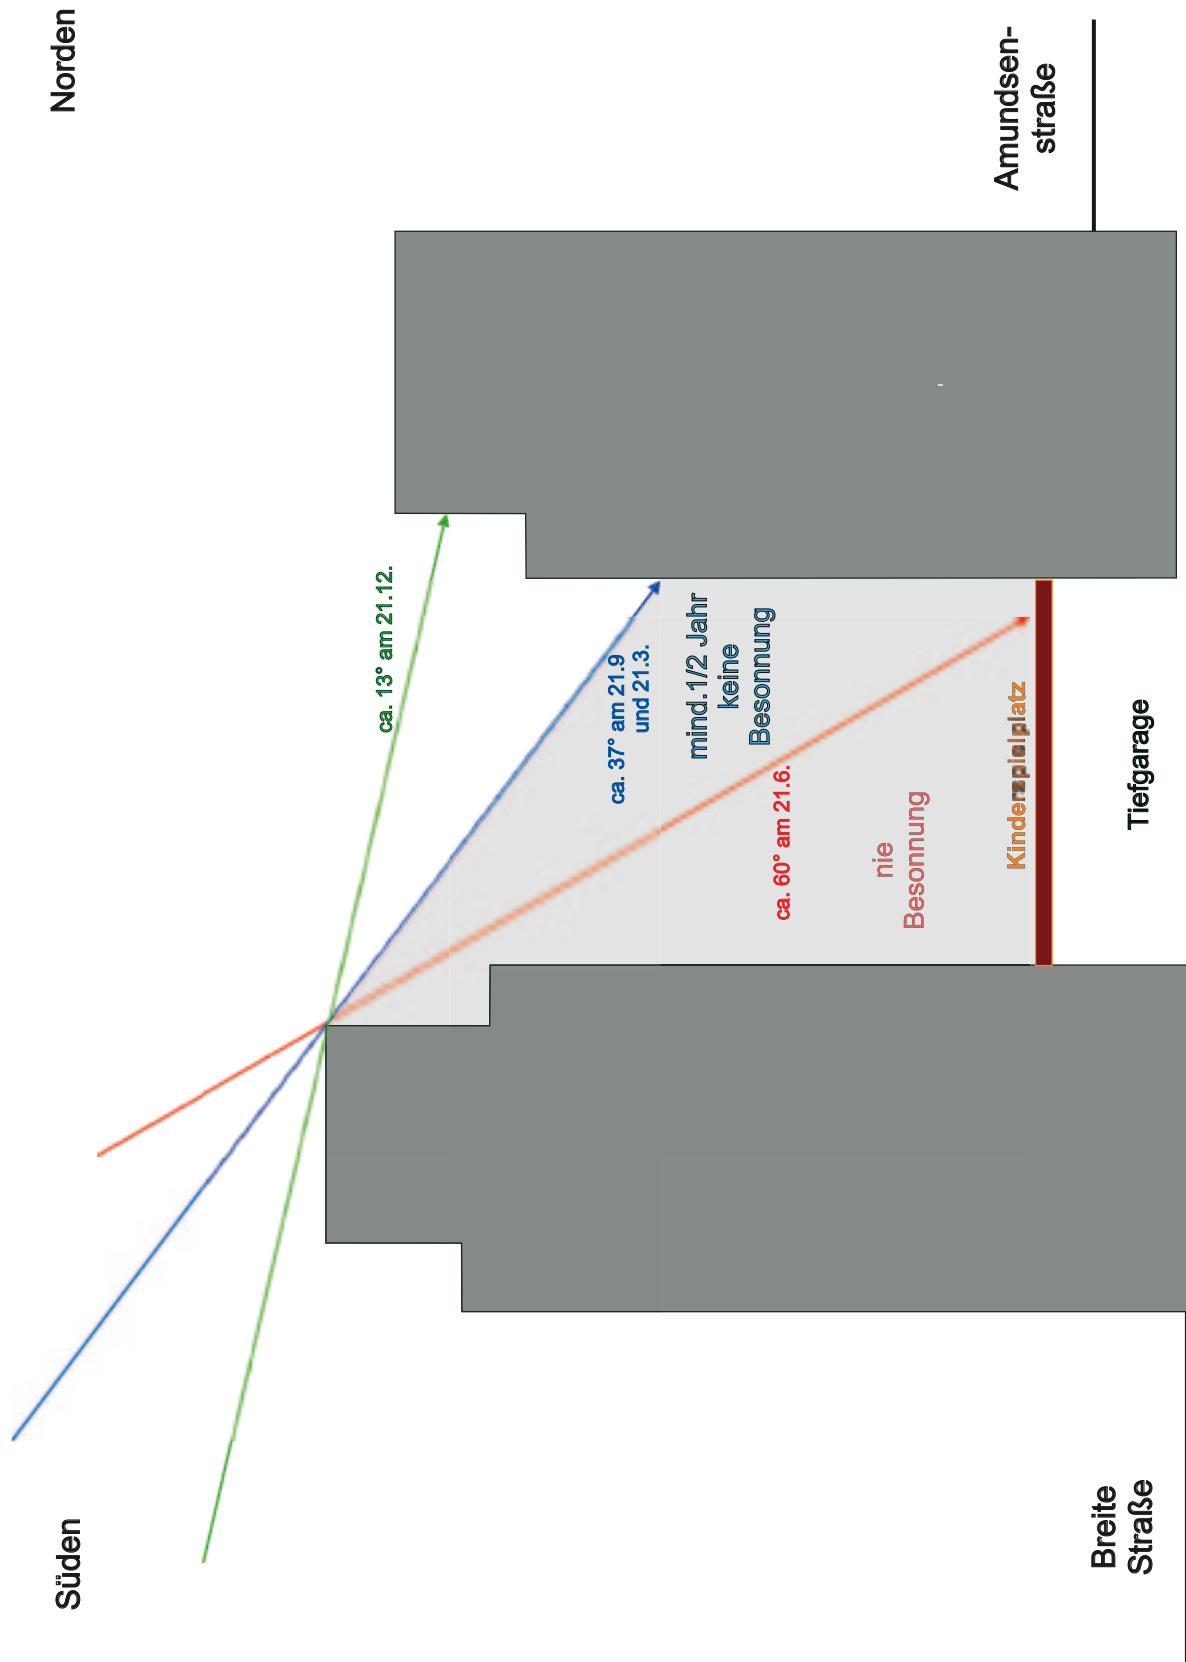 Süden
Norden
ca. 13° am 21.12.
ca. 37° am 21.9
und 21.3.
mind.1/2 Jahr
keine
Besonnung
ca. 60° am 21.6.
nie
Besonnung
Kinderspielplatz
Tiefgarage
Breite
Straße
Amundsen-
straße